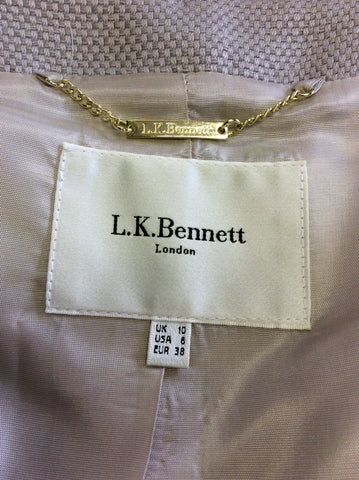 L.K.Bennett
L.K.Bennett
London
UK 10
USA 6
EUR 38